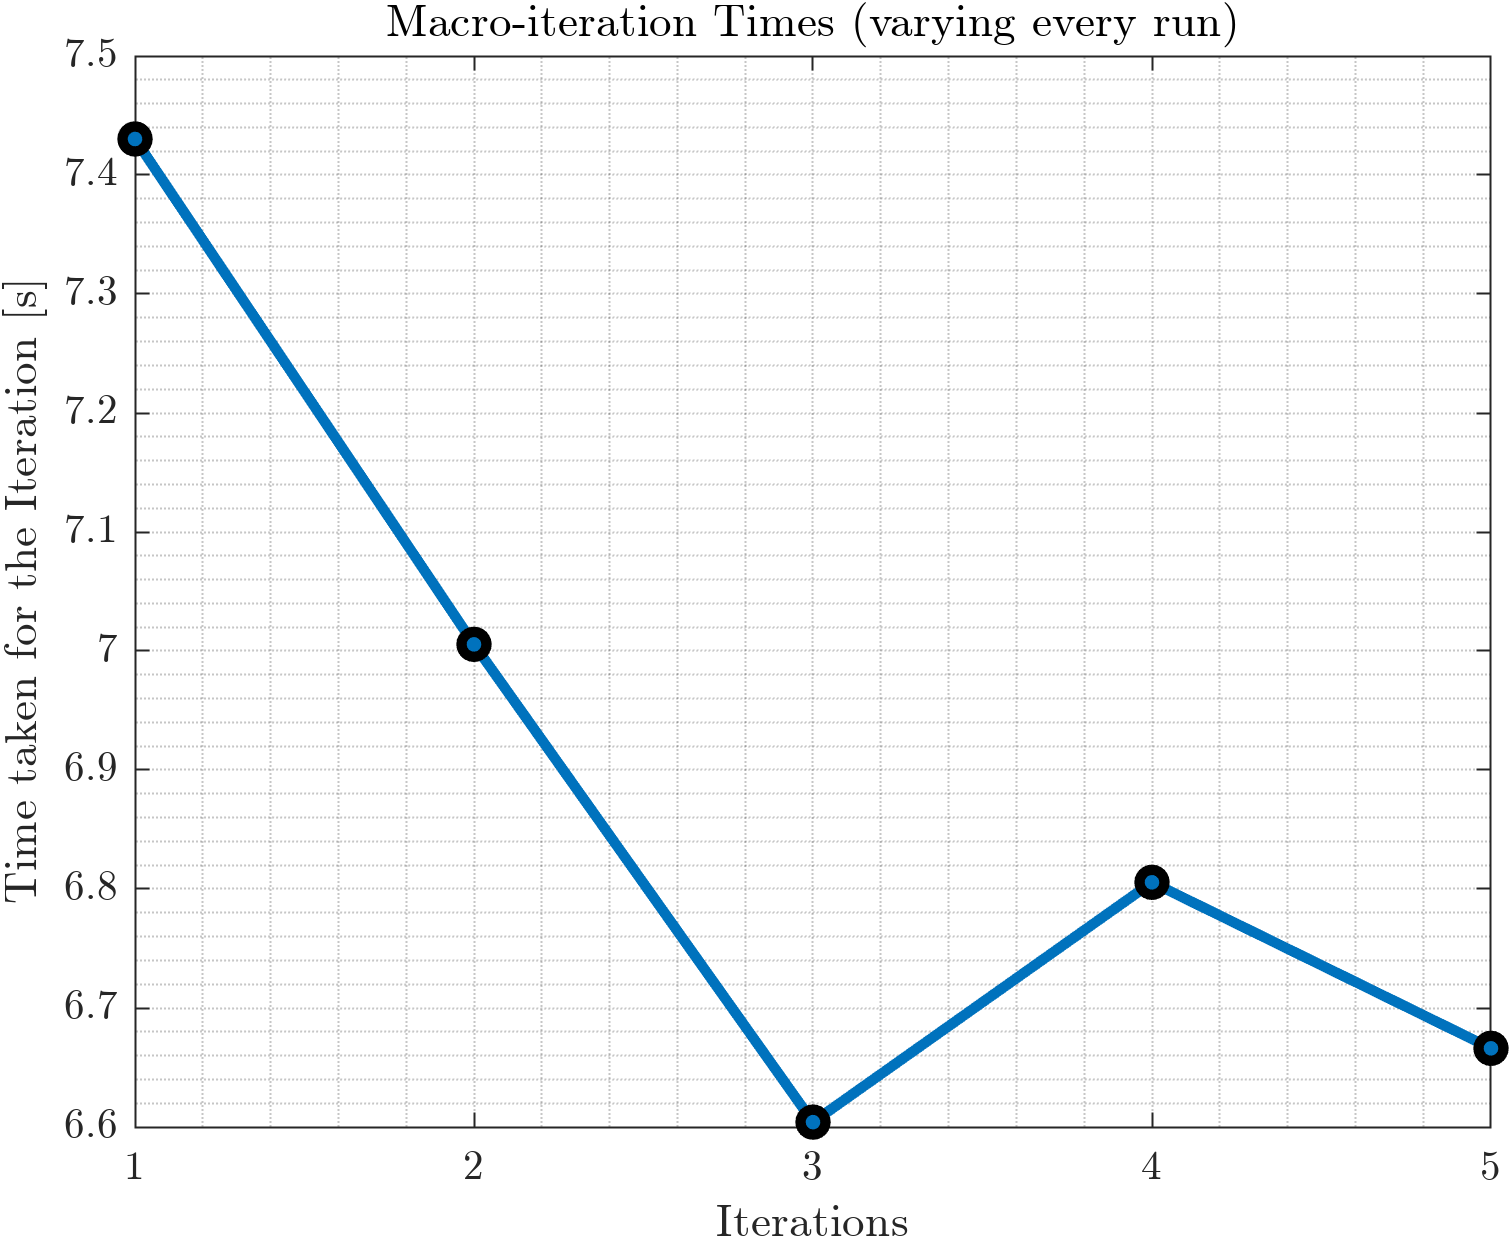 Macro-iteration Times (varying every run)
7.5
7.4
7.3
7.2
7.1
7
6.9
6.8
6.7
6.6
Time taken for the Iteration [s]
1 2 3 4 5
Iterations